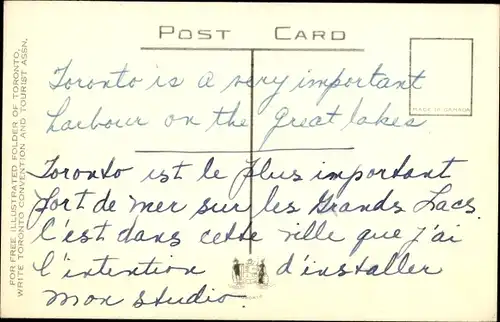 POST CARD
Toronto is a very important
harbour on the great lakes
MADE IN CANADA
Toronto est le plus important
port de mer sur les Grands Lacs.
C'est dans cette ville que j'ai
l'intention d'installer
mon studio.
FOR FREE ILLUSTRATED FOLDER OF TORONTO,
WRITE TORONTO CONVENTION AND TOURIST ASSN.